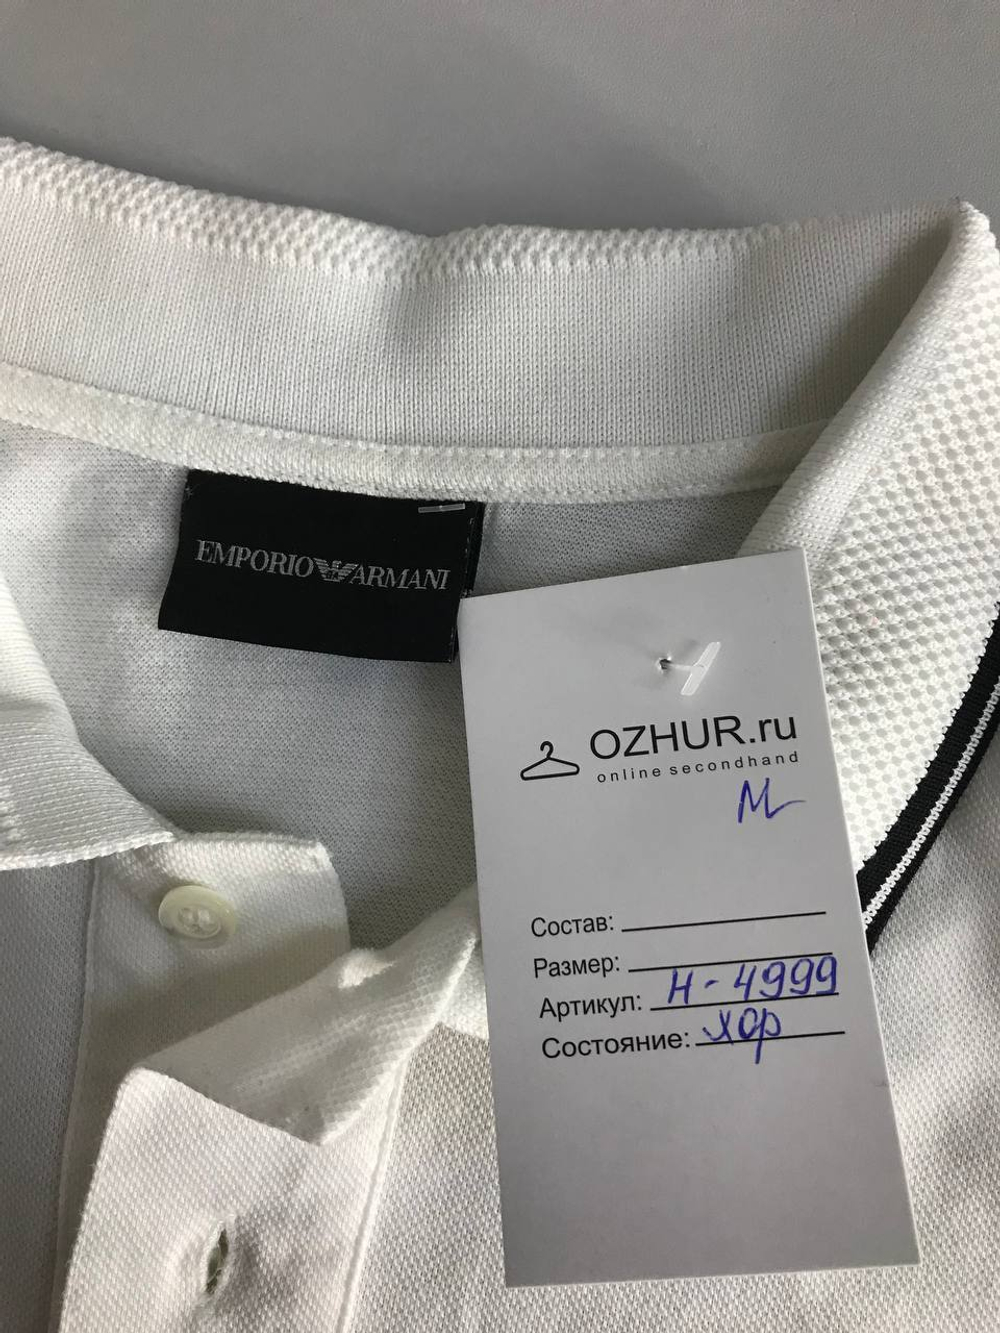 EMPORIO ARMANI
OZHUR.ru
online secondhand
M
Состав:
Размер:
Артикул: H-4999
Состояние: хор